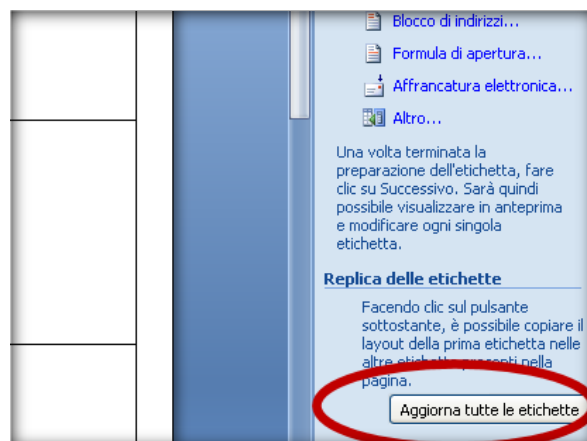 Blocco di indirizzi...
Formula di apertura...
Affrancatura elettronica...
Altro...
Una volta terminata la
preparazione dell'etichetta, fare
clic su Successivo. Sarà quindi
possibile visualizzare in anteprima
e modificare ogni singola
etichetta.
Replica delle etichette
Facendo clic sul pulsante
sottostante, è possibile copiare il
layout della prima etichetta nelle
altre etichette presenti nella
pagina.
Aggiorna tutte le etichette